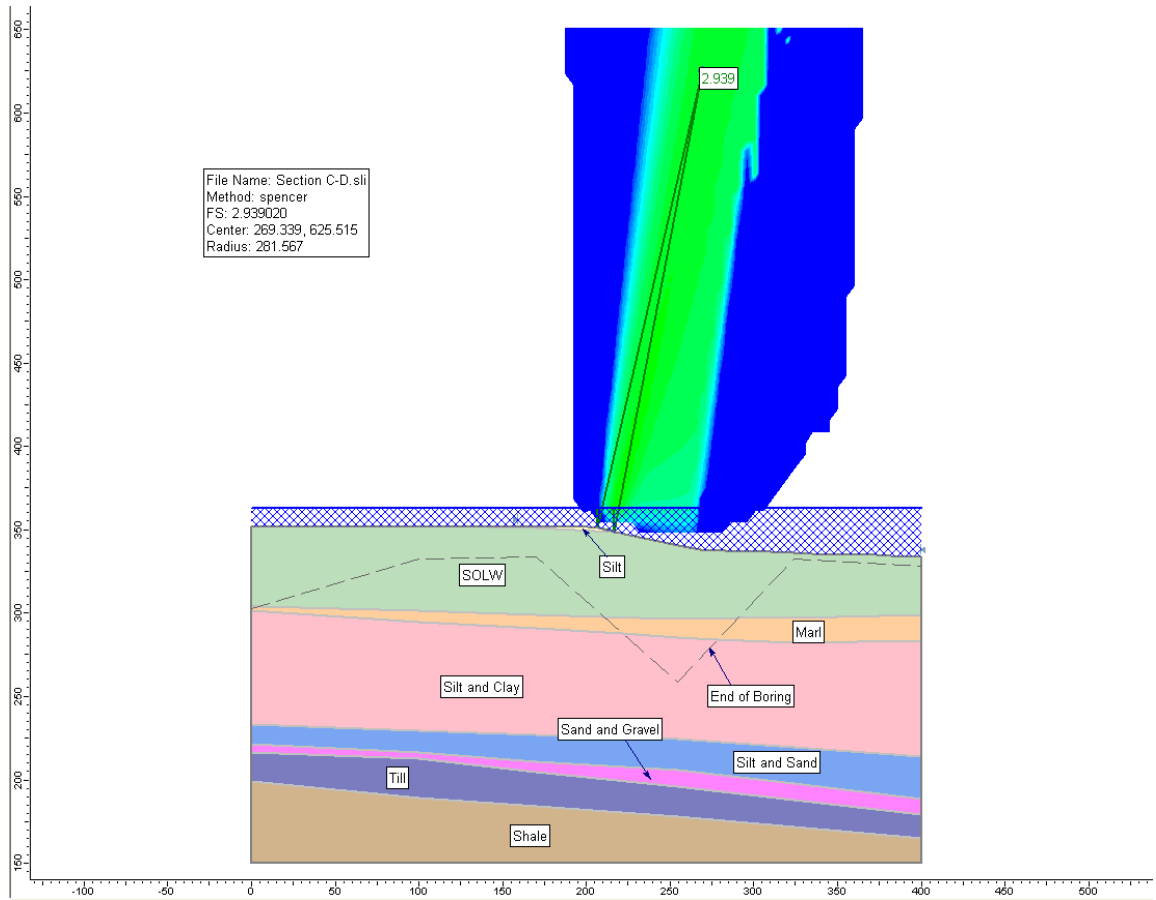 650
2.939
600
File Name: Section C-D.sli
Method: spencer
FS: 2.939020
Center: 269.339, 625.515
Radius: 281.567
550
500
450
400
350
Silt
SOLW
300
Marl
Silt and Clay
End of Boring
250
Sand and Gravel
Silt and Sand
Till
200
Shale
150
-100 -50 0 50 100 150 200 250 300 350 400 450 500